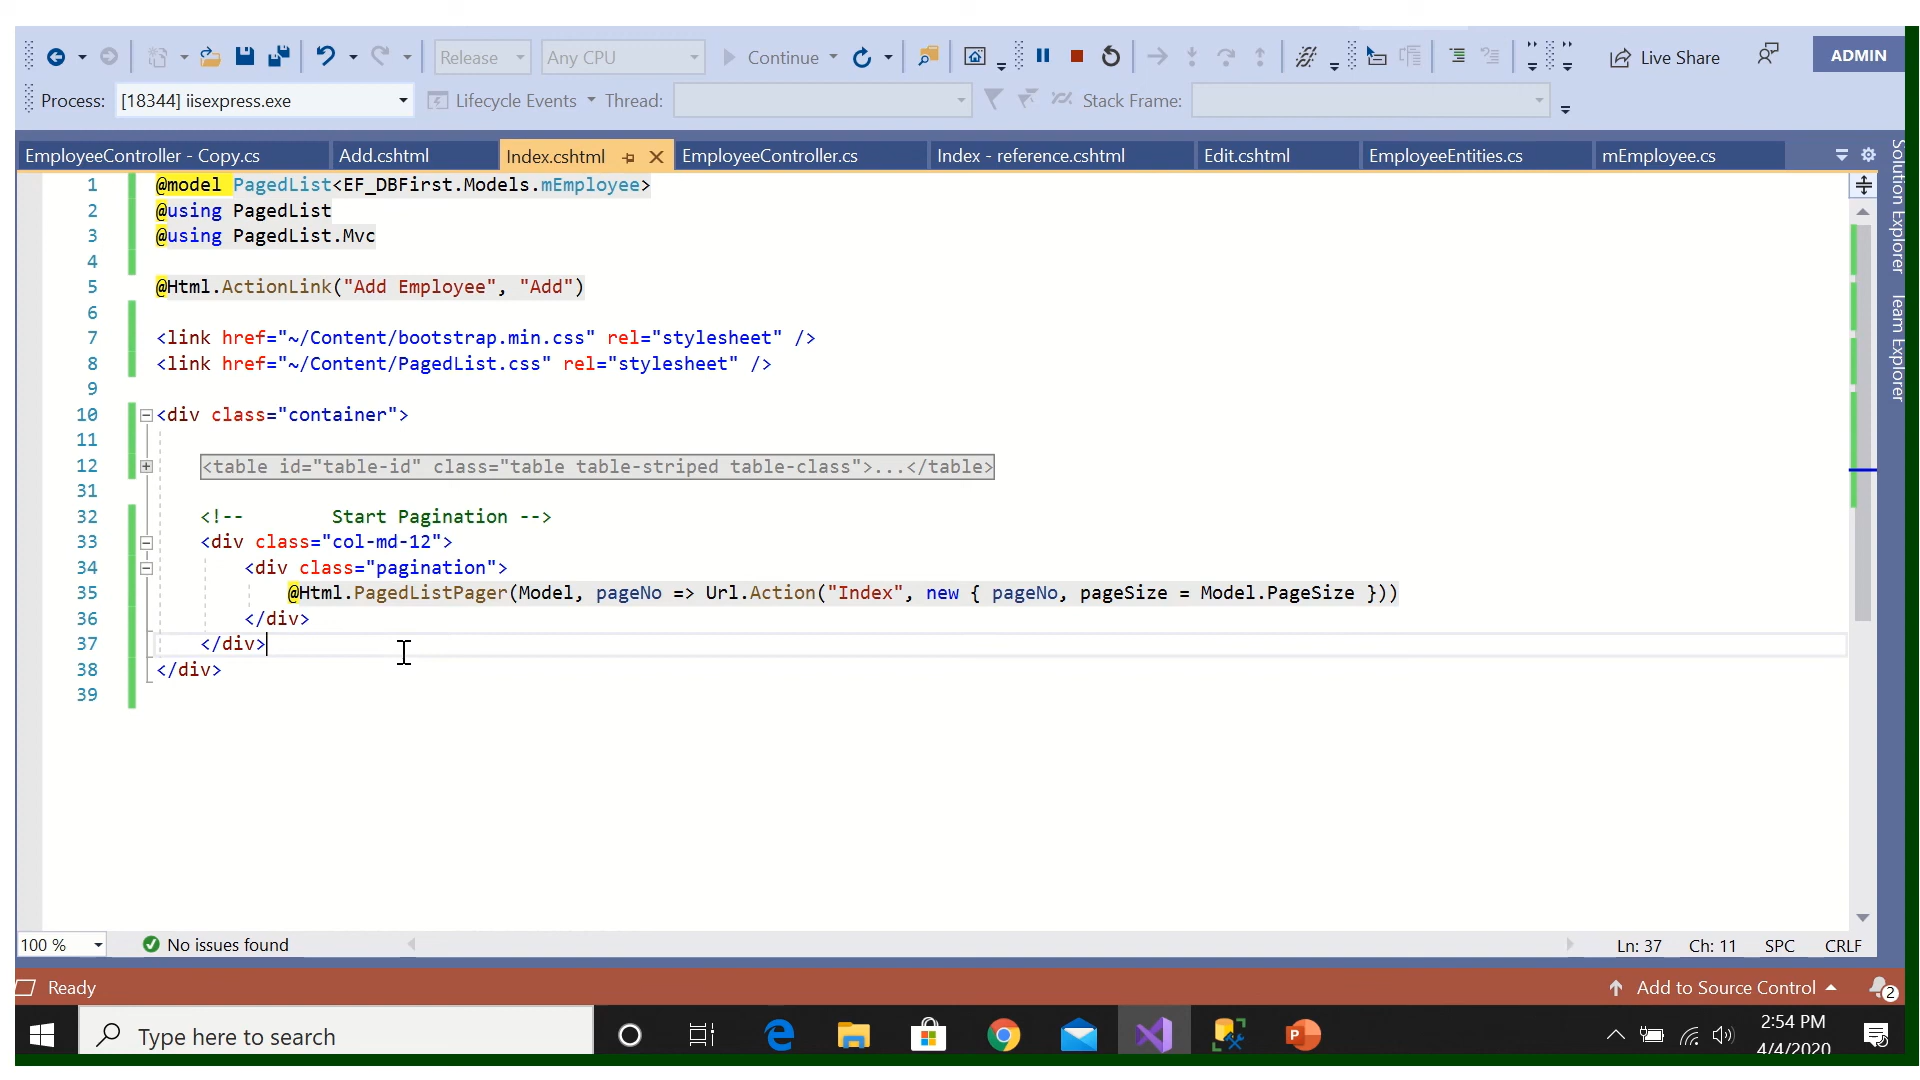 Release Any CPU Continue Live Share ADMIN
Process: [18344] iisexpress.exe Lifecycle Events Thread: Stack Frame:
EmployeeController - Copy.cs Add.cshtml Index.cshtml EmployeeController.cs Index - reference.cshtml Edit.cshtml EmployeeEntities.cs mEmployee.cs
Solution Explorer
Team Explorer
1 @model PagedList<EF_DBFirst.Models.mEmployee>
2 @using PagedList
3 @using PagedList.Mvc
4
5 @Html.ActionLink("Add Employee", "Add")
6
7 <link href="~/Content/bootstrap.min.css" rel="stylesheet" />
8 <link href="~/Content/PagedList.css" rel="stylesheet" />
9
10 <div class="container">
11
12 <table id="table-id" class="table table-striped table-class">...</table>
31
32 <!-- Start Pagination -->
33 <div class="col-md-12">
34 <div class="pagination">
35 @Html.PagedListPager(Model, pageNo => Url.Action("Index", new { pageNo, pageSize = Model.PageSize }))
36 </div>
37 </div>
38 </div>
39
100 % No issues found Ln: 37 Ch: 11 SPC CRLF
Ready Add to Source Control 2
Type here to search 2:54 PM
4/4/2020